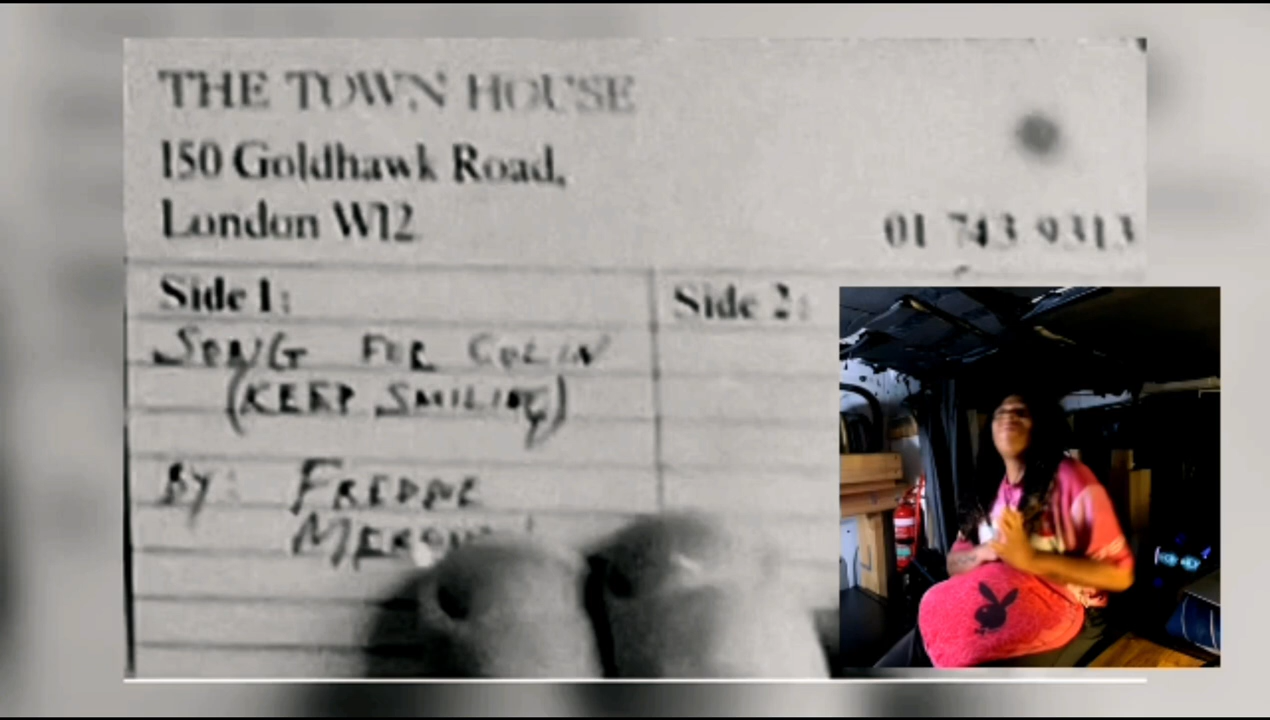 THE TOWN HOUSE
150 Goldhawk Road,
London W12
01 743 9313
Side 1:
Side 2:
SONG FOR COLIN
(KEEP SMILING)
BY: FREDDIE